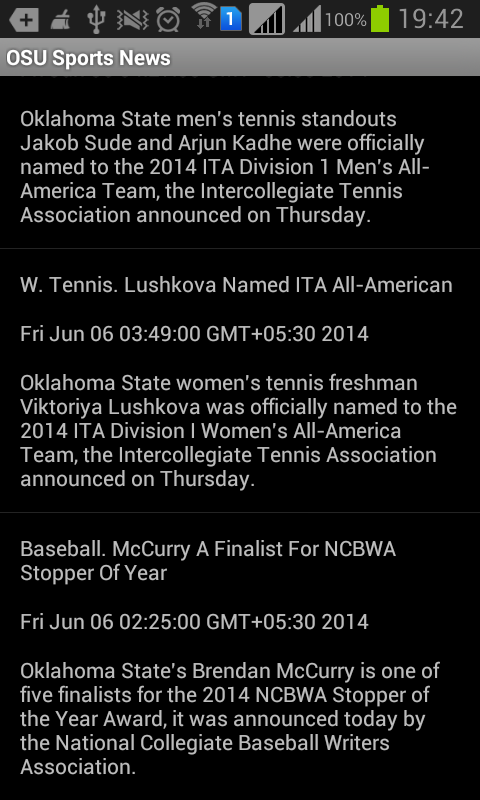 1 100% 19:42
OSU Sports News
Oklahoma State men's tennis standouts
Jakob Sude and Arjun Kadhe were officially
named to the 2014 ITA Division 1 Men's All-
America Team, the Intercollegiate Tennis
Association announced on Thursday.
W. Tennis. Lushkova Named ITA All-American
Fri Jun 06 03:49:00 GMT+05:30 2014
Oklahoma State women's tennis freshman
Viktoriya Lushkova was officially named to the
2014 ITA Division I Women's All-America
Team, the Intercollegiate Tennis Association
announced on Thursday.
Baseball. McCurry A Finalist For NCBWA
Stopper Of Year
Fri Jun 06 02:25:00 GMT+05:30 2014
Oklahoma State's Brendan McCurry is one of
five finalists for the 2014 NCBWA Stopper of
the Year Award, it was announced today by
the National Collegiate Baseball Writers
Association.